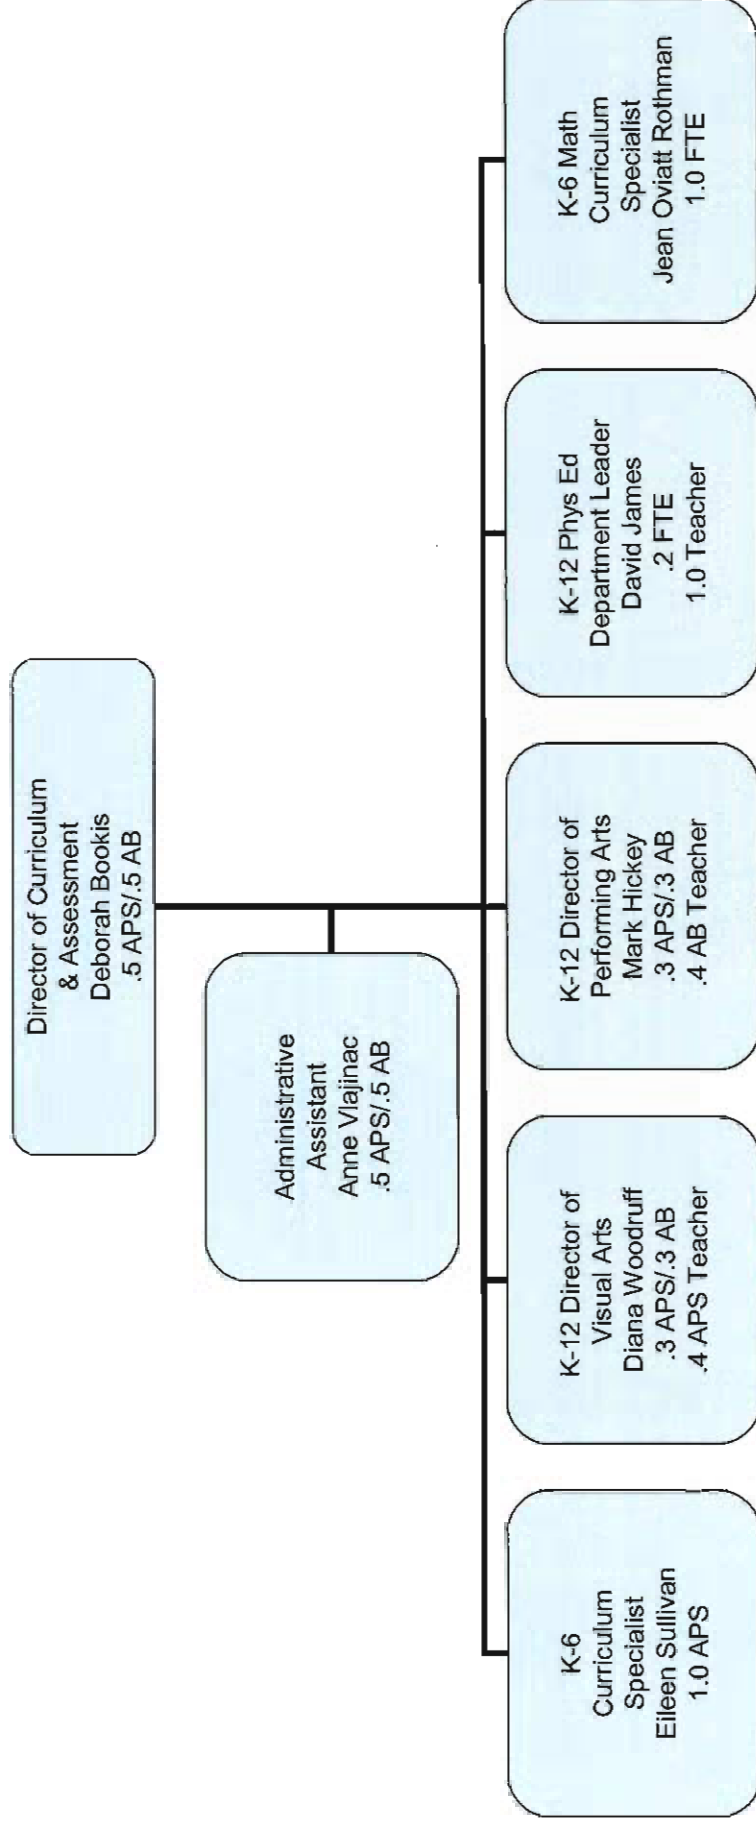 Director of Curriculum
& Assessment
Deborah Bookis
.5 APS/.5 AB
Administrative
Assistant
Anne Vlajinac
.5 APS/.5 AB
K-6
Curriculum
Specialist
Eileen Sullivan
1.0 APS
K-12 Director of
Visual Arts
Diana Woodruff
.3 APS/.3 AB
.4 APS Teacher
K-12 Director of
Performing Arts
Mark Hickey
.3 APS/.3 AB
.4 AB Teacher
K-12 Phys Ed
Department Leader
David James
.2 FTE
1.0 Teacher
K-6 Math
Curriculum
Specialist
Jean Oviatt Rothman
1.0 FTE